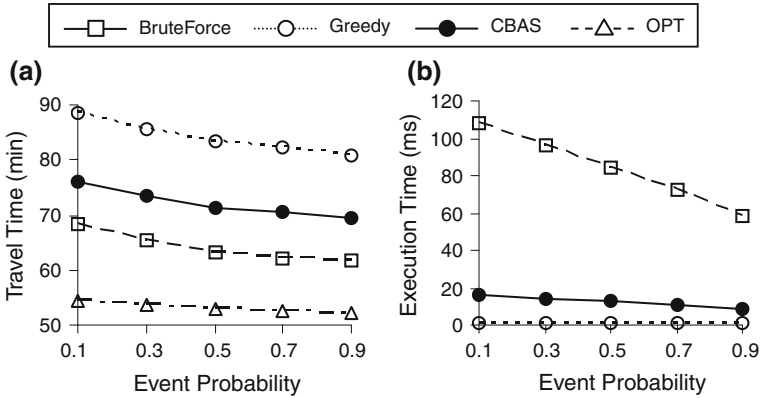 BruteForce Greedy CBAS OPT
(a)
Travel Time (min)
90
80
70
60
50
0.1 0.3 0.5 0.7 0.9
Event Probability
(b)
Execution Time (ms)
120
100
80
60
40
20
0
0.1 0.3 0.5 0.7 0.9
Event Probability